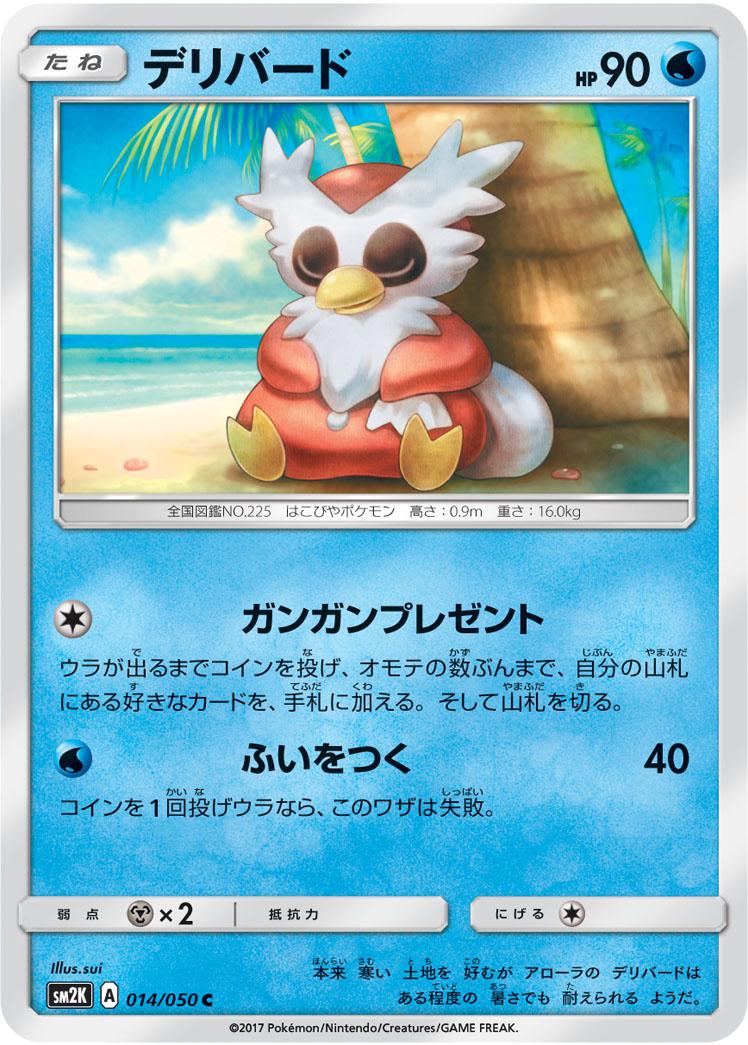 たね デリバード HP 90
全国図鑑NO.225 はこびやポケモン 高さ:0.9m 重さ:16.0kg
ガンガンプレゼント
ウラが出るまでコインを投げ、オモテの数ぶんまで、自分の山札
にある好きなカードを、手札に加える。そして山札を切る。
ふいをつく 40
コインを1回投げウラなら、このワザは失敗。
弱点 ×2 抵抗力 にげる
Illus.sui
SM2K A 014/050 C
本来 寒い 土地を 好むが アローラの デリバードは
ある程度の 暑さでも 耐えられる ようだ。
©2017 Pokémon/Nintendo/Creatures/GAME FREAK.